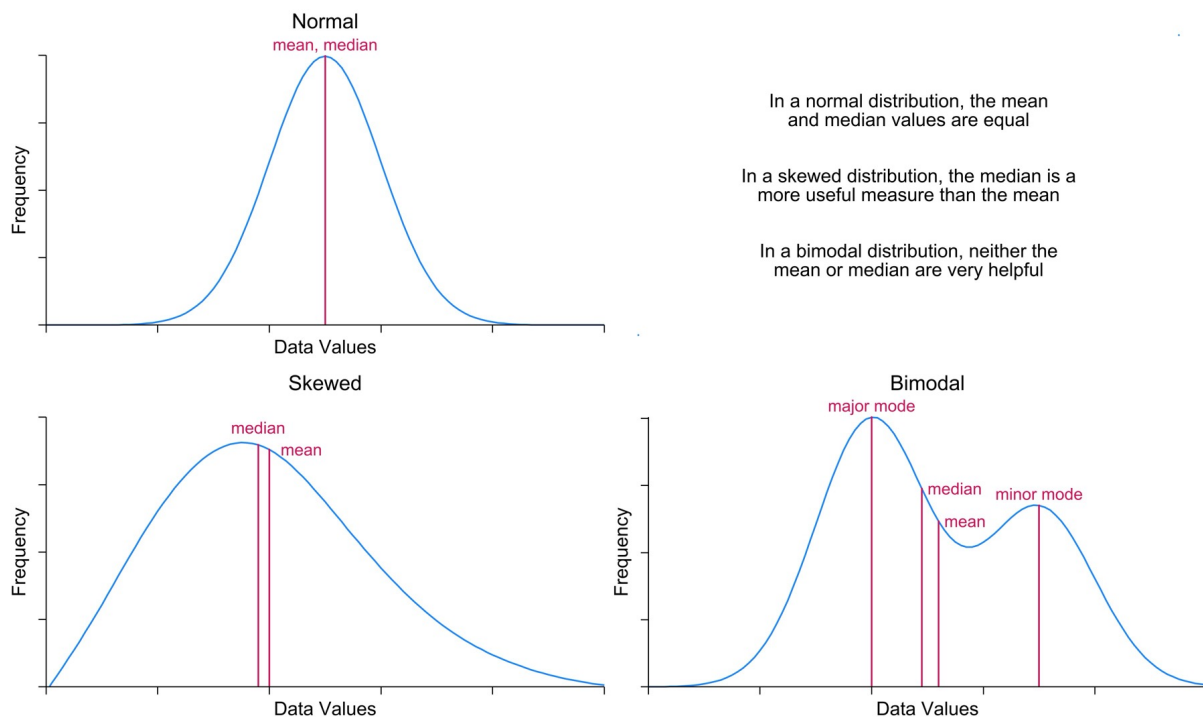 Normal
mean, median
Frequency
Data Values
In a normal distribution, the mean
and median values are equal
In a skewed distribution, the median is a
more useful measure than the mean
In a bimodal distribution, neither the
mean or median are very helpful
Skewed
median
mean
Frequency
Data Values
Bimodal
major mode
median
mean
minor mode
Frequency
Data Values